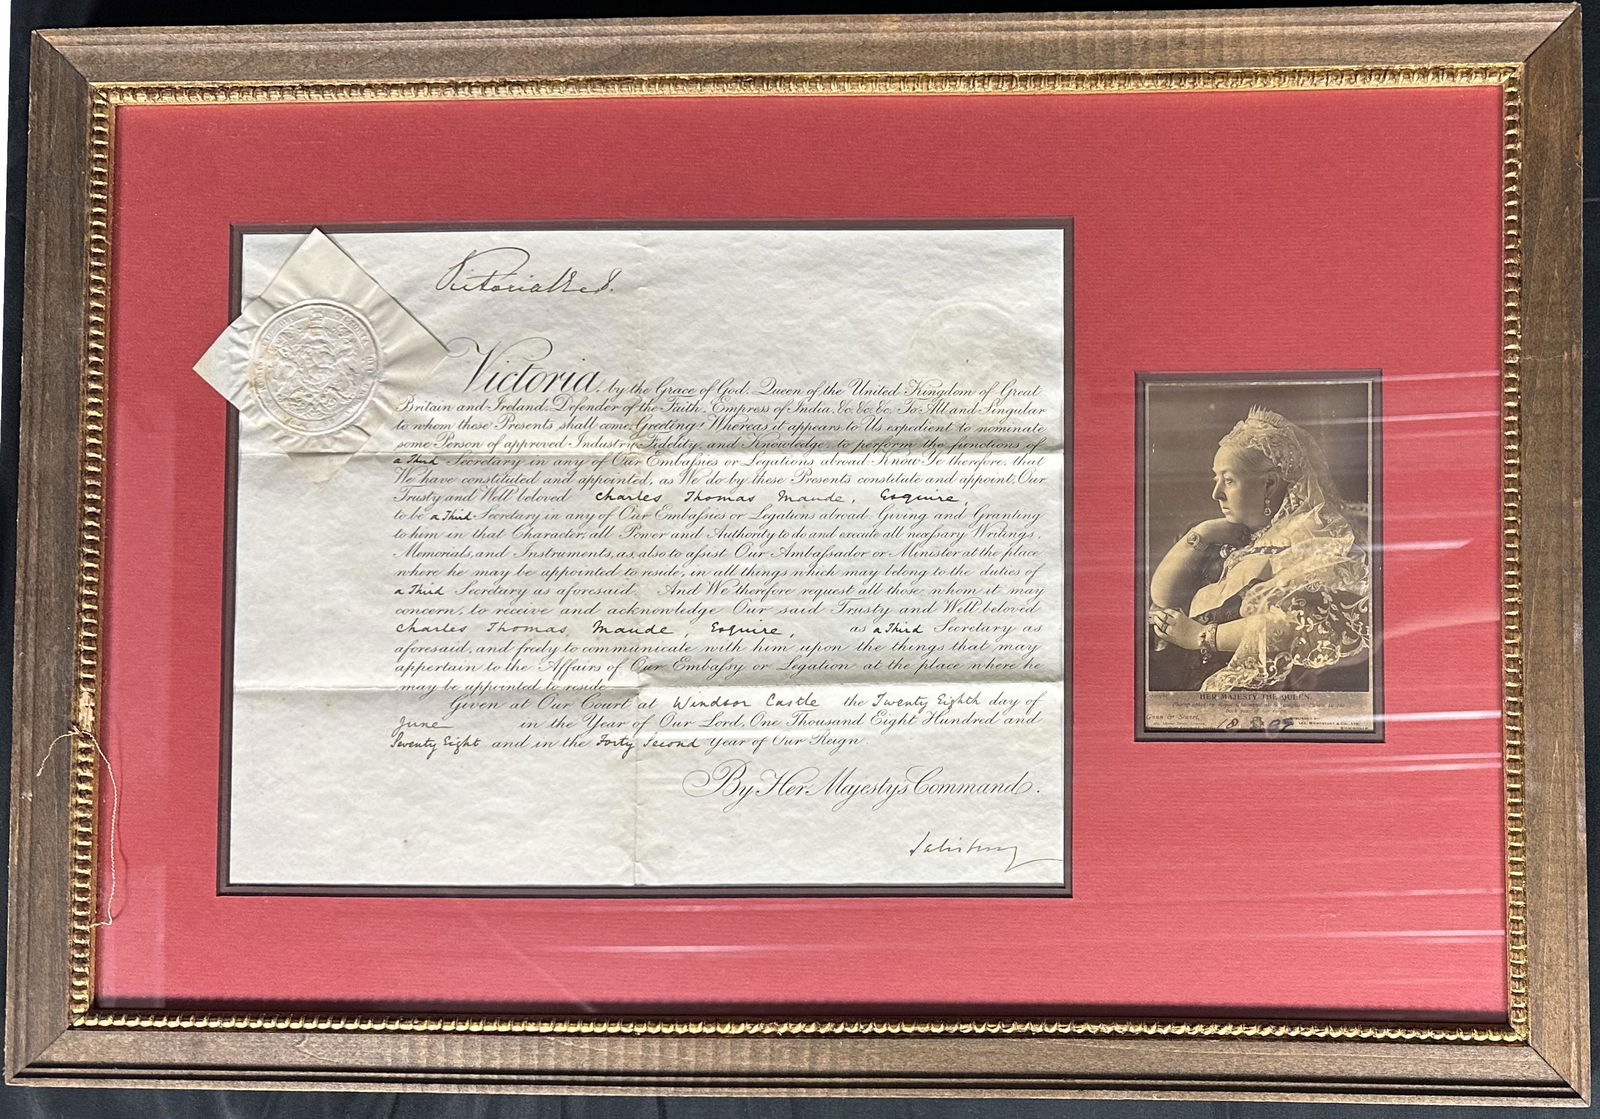 Victoria R & I
Victoria, by the Grace of God, Queen of the United Kingdom of Great
Britain and Ireland, Defender of the Faith, Empress of India, &c. &c. &c. To All and Singular
to whom these Presents shall come, Greeting! Whereas it appears to Us expedient to nominate
some Person of approved Industry, Fidelity, and Knowledge, to perform the functions of
a Third Secretary in any of Our Embassies or Legations abroad Know Ye therefore, that
We have constituted and appointed, as We do by these Presents constitute and appoint, Our
Trusty and Well beloved Charles Thomas Maude, Esquire,
to be a Third Secretary in any of Our Embassies or Legations abroad Giving and Granting
to him in that Character, all Power and Authority to do and execute all necessary Writings,
Memorials, and Instruments, as, also to assist Our Ambassador or Minister at the place
where he may be appointed to reside, in all things which may belong to the duties of
a Third Secretary as aforesaid. And We therefore request all those, whom it may
concern, to receive and acknowledge Our said Trusty and Well beloved
Charles Thomas Maude, Esquire, as a Third Secretary as
aforesaid, and freely to communicate with him upon the things that may
appertain to the Affairs of Our Embassy or Legation at the place where he
may be appointed to reside
Given at Our Court at Windsor Castle the Twenty Eighth day of
June in the Year of Our Lord, One Thousand Eight Hundred and
Seventy Eight and in the Forty Second Year of Our Reign.
By Her Majesty's Command.
Salisbury
HER MAJESTY THE QUEEN.
Gunn & Stuart,